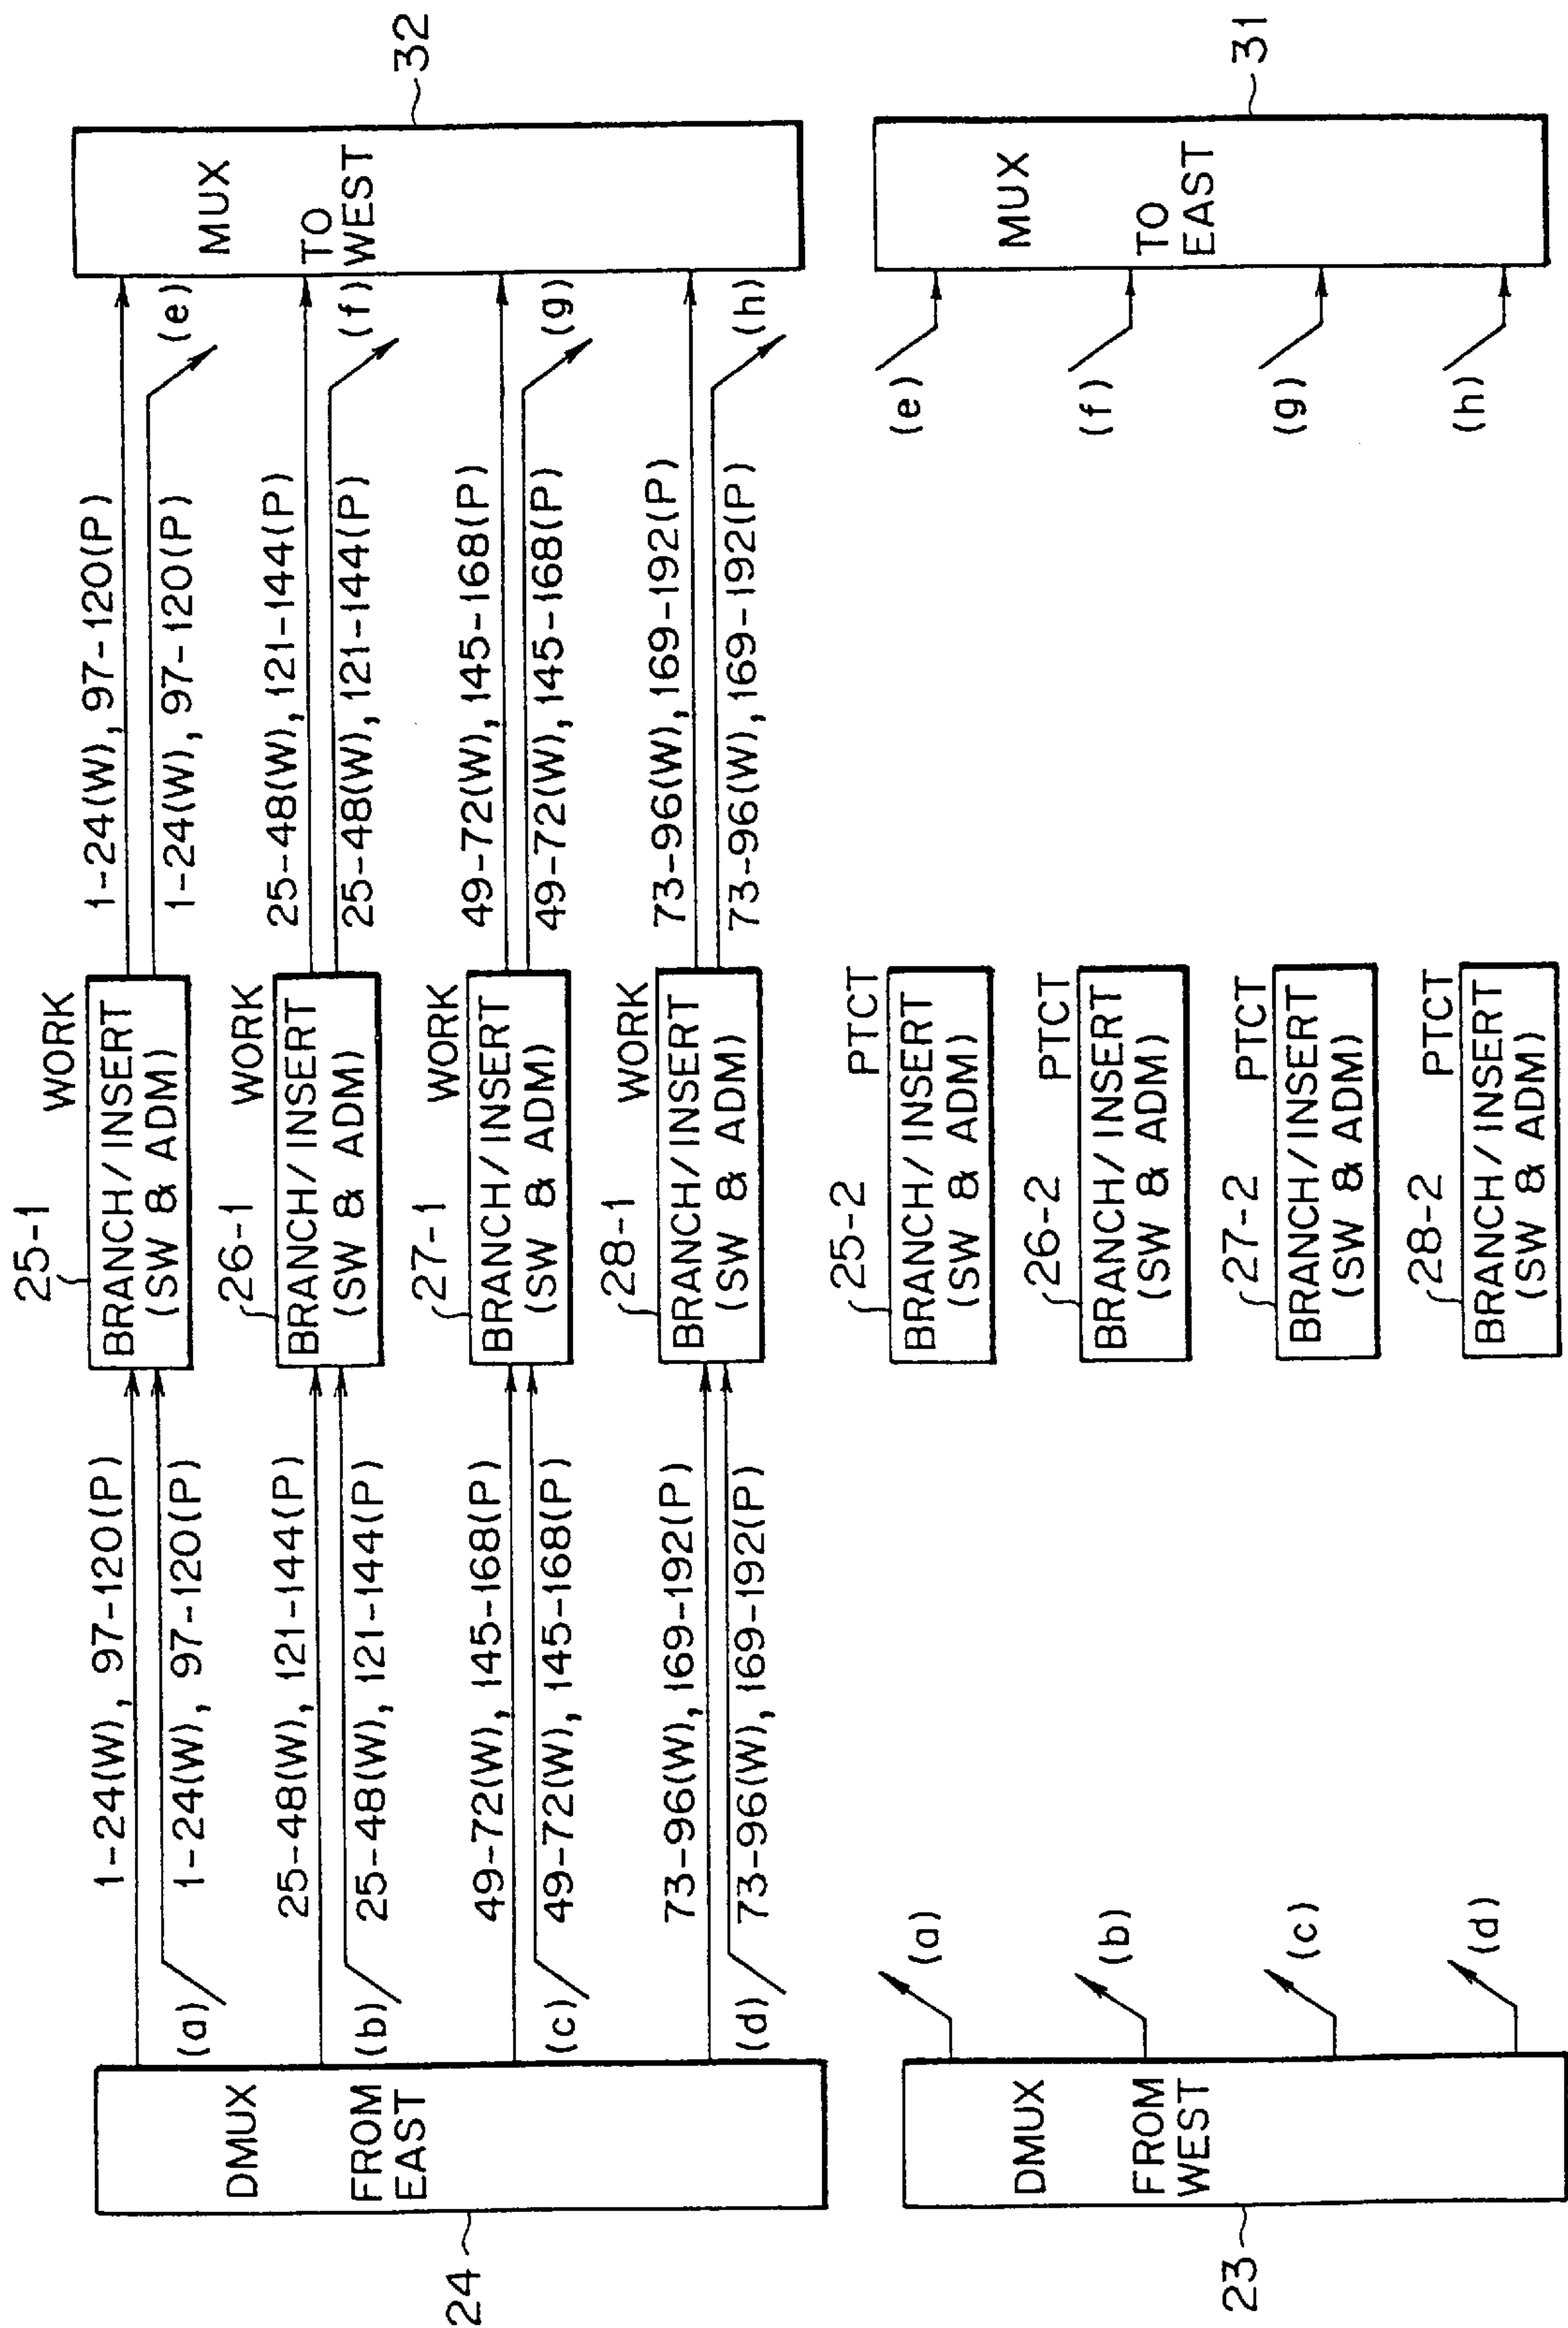 24
DMUX
FROM
EAST
(a)
1-24(W), 97-120(P)
1-24(W), 97-120(P)
(b)
25-48(W), 121-144(P)
25-48(W), 121-144(P)
(c)
49-72(W), 145-168(P)
49-72(W), 145-168(P)
(d)
73-96(W), 169-192(P)
73-96(W), 169-192(P)
25-1
WORK
BRANCH/INSERT
(SW & ADM)
26-1
WORK
BRANCH/INSERT
(SW & ADM)
27-1
WORK
BRANCH/INSERT
(SW & ADM)
28-1
WORK
BRANCH/INSERT
(SW & ADM)
1-24(W), 97-120(P)
1-24(W), 97-120(P)
(e)
25-48(W), 121-144(P)
25-48(W), 121-144(P)
(f)
49-72(W), 145-168(P)
49-72(W), 145-168(P)
(g)
73-96(W), 169-192(P)
73-96(W), 169-192(P)
(h)
MUX
TO
WEST
32
23
DMUX
FROM
WEST
(a)
(b)
(c)
(d)
25-2
PTCT
BRANCH/INSERT
(SW & ADM)
26-2
PTCT
BRANCH/INSERT
(SW & ADM)
27-2
PTCT
BRANCH/INSERT
(SW & ADM)
28-2
PTCT
BRANCH/INSERT
(SW & ADM)
(e)
(f)
(g)
(h)
MUX
TO
EAST
31